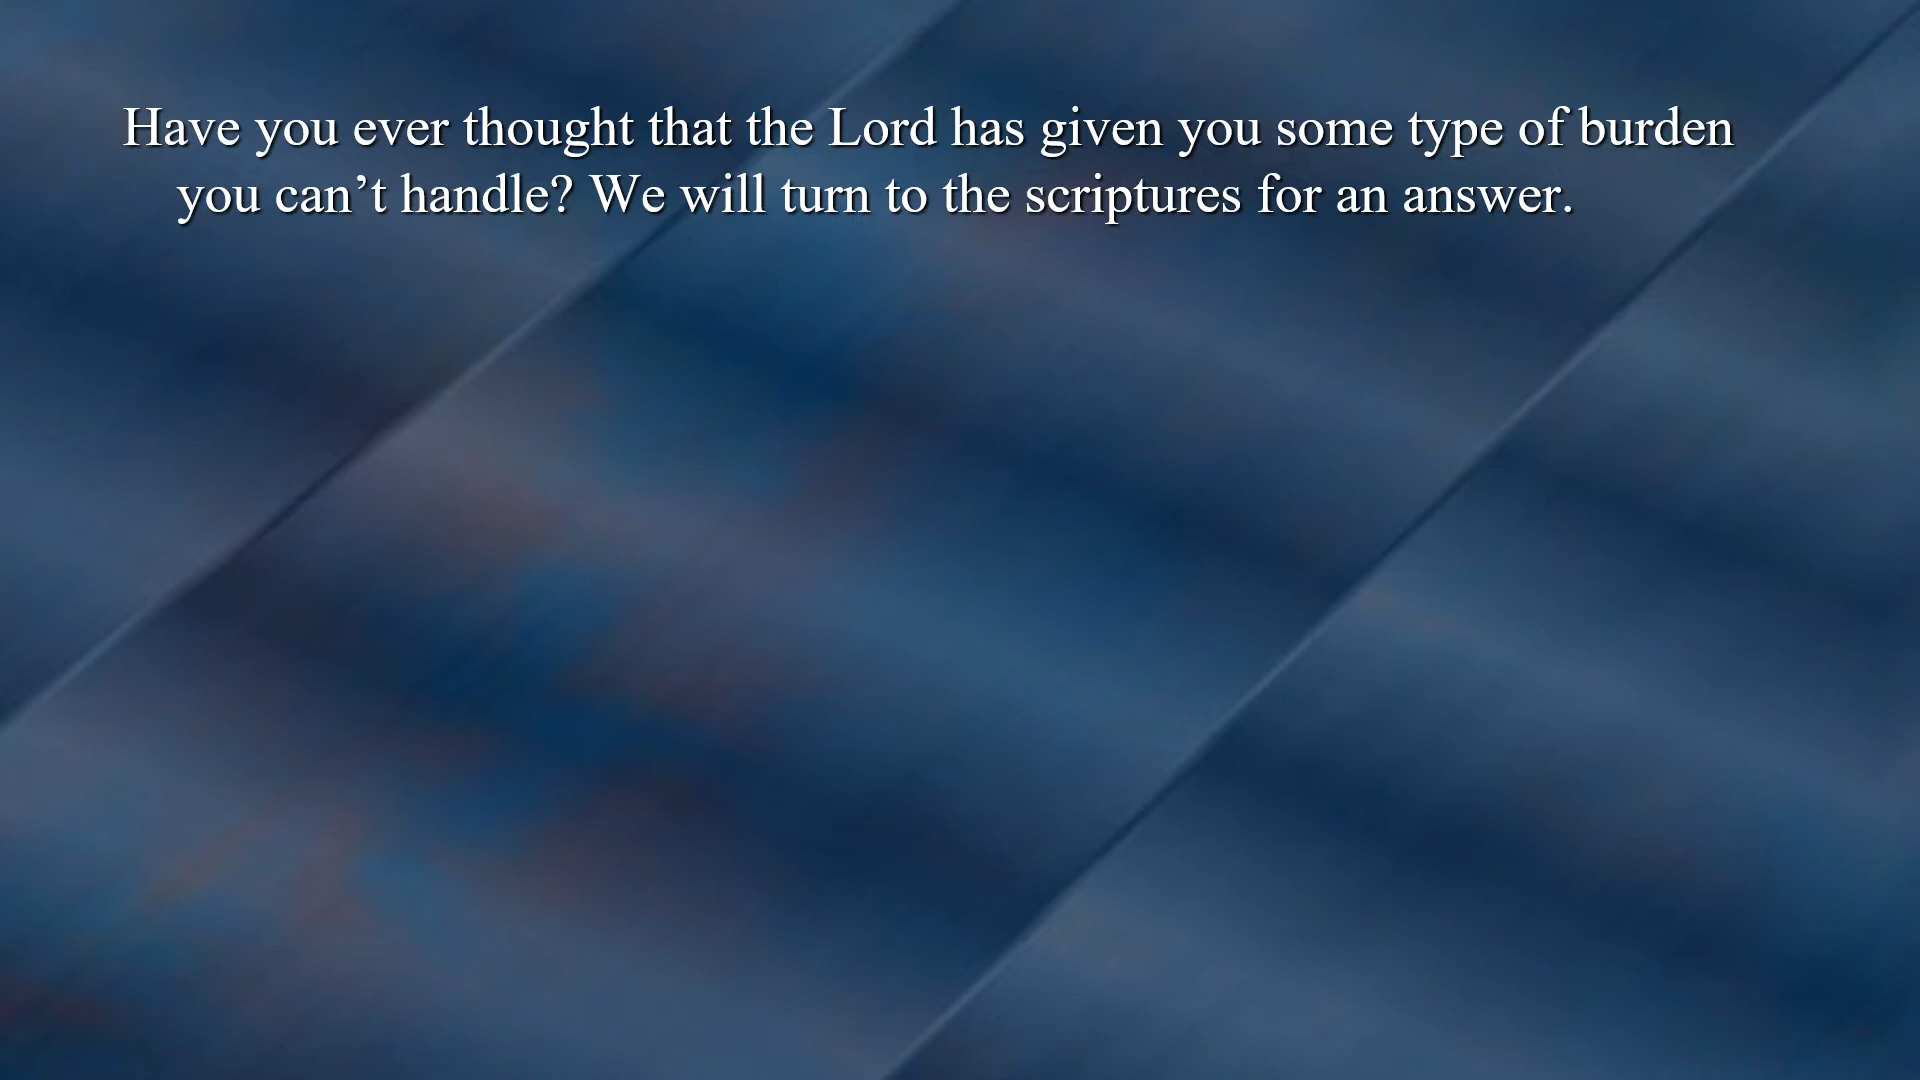 Have you ever thought that the Lord has given you some type of burden
you can’t handle? We will turn to the scriptures for an answer.